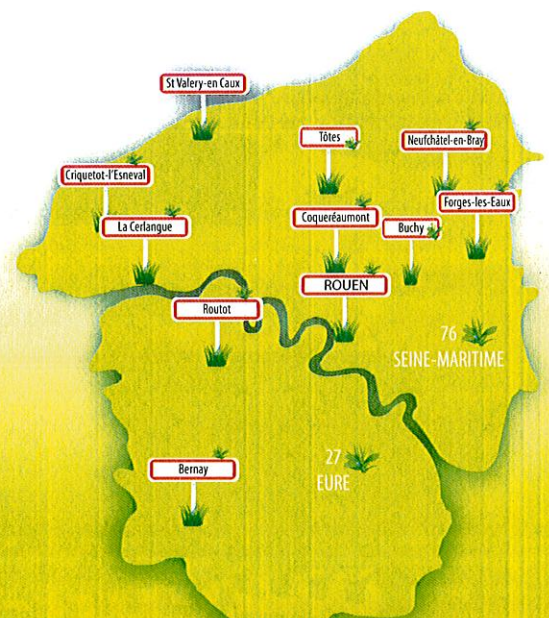 St Valery-en Caux
Tôtes
Neufchâtel-en-Bray
Criquetot-l'Esneval
Forges-les-Eaux
La Cerlangue
Coqueréaumont
Buchy
ROUEN
Routot
76
SEINE-MARITIME
Bernay
27
EURE